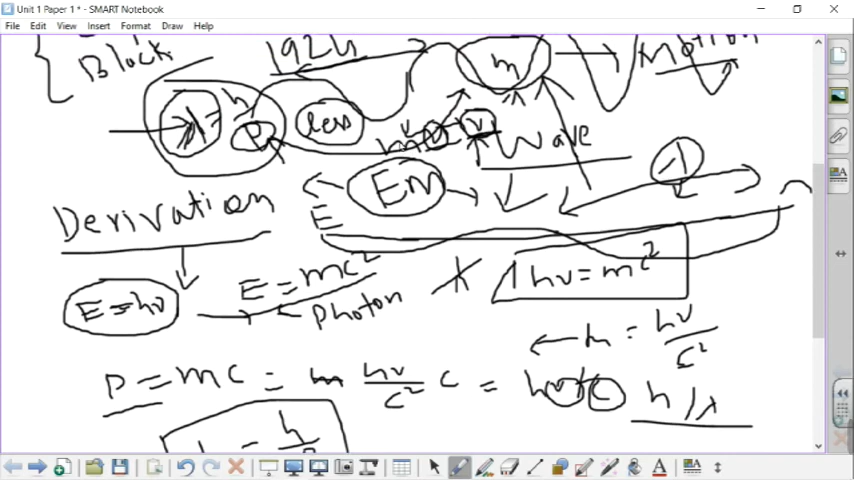 Unit 1 Paper 1 * - SMART Notebook
File Edit View Insert Format Draw Help
Block 1924 m Motion
λ = h
p less m v v Wave λ
Em
Derivation E
E = hν E = mc² Photon hν = mc²
m = hν / c²
P = mc = m hν / c² c = hν / c h/λ
h